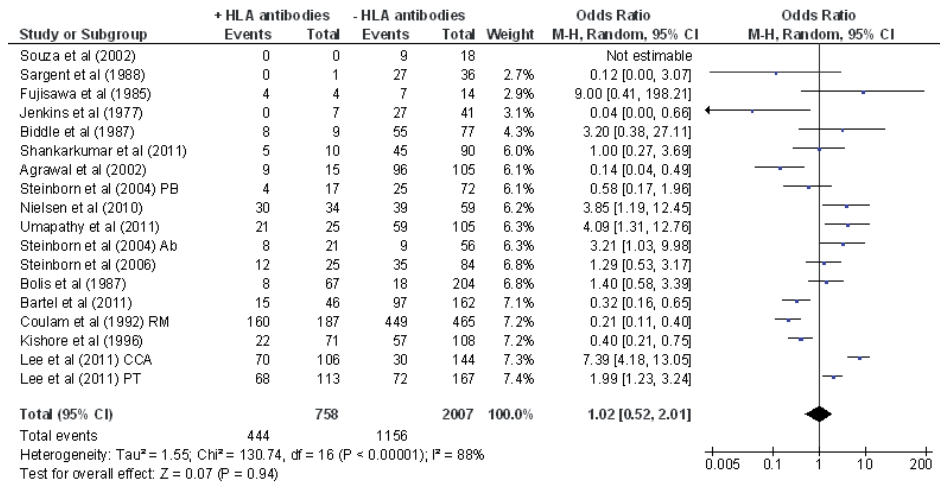 + HLA antibodies - HLA antibodies Odds Ratio Odds Ratio
Study or Subgroup Events Total Events Total Weight M-H, Random, 95% CI M-H, Random, 95% CI
Souza et al (2002) 0 0 9 18 Not estimable
Sargent et al (1988) 0 1 27 36 2.7% 0.12 [0.00, 3.07]
Fujisawa et al (1985) 4 4 7 14 2.9% 9.00 [0.41, 198.21]
Jenkins et al (1977) 0 7 27 41 3.1% 0.04 [0.00, 0.66]
Biddle et al (1987) 8 9 55 77 4.3% 3.20 [0.38, 27.11]
Shankarkumar et al (2011) 5 10 45 90 6.0% 1.00 [0.27, 3.69]
Agrawal et al (2002) 9 15 96 105 6.1% 0.14 [0.04, 0.49]
Steinborn et al (2004) PB 4 17 25 72 6.1% 0.58 [0.17, 1.96]
Nielsen et al (2010) 30 34 39 59 6.2% 3.85 [1.19, 12.45]
Umapathy et al (2011) 21 25 59 105 6.3% 4.09 [1.31, 12.76]
Steinborn et al (2004) Ab 8 21 9 56 6.3% 3.21 [1.03, 9.98]
Steinborn et al (2006) 12 25 35 84 6.8% 1.29 [0.53, 3.17]
Bolis et al (1987) 8 67 18 204 6.8% 1.40 [0.58, 3.39]
Bartel et al (2011) 15 46 97 162 7.1% 0.32 [0.16, 0.65]
Coulam et al (1992) RM 160 187 449 465 7.2% 0.21 [0.11, 0.40]
Kishore et al (1996) 22 71 57 108 7.2% 0.40 [0.21, 0.75]
Lee et al (2011) CCA 70 106 30 144 7.3% 7.39 [4.18, 13.05]
Lee et al (2011) PT 68 113 72 167 7.4% 1.99 [1.23, 3.24]
Total (95% CI) 758 2007 100.0% 1.02 [0.52, 2.01]
Total events 444 1156
Heterogeneity: Tau² = 1.55; Chi² = 130.74, df = 16 (P < 0.00001); I² = 88%
Test for overall effect: Z = 0.07 (P = 0.94)
0.005 0.1 1 10 200